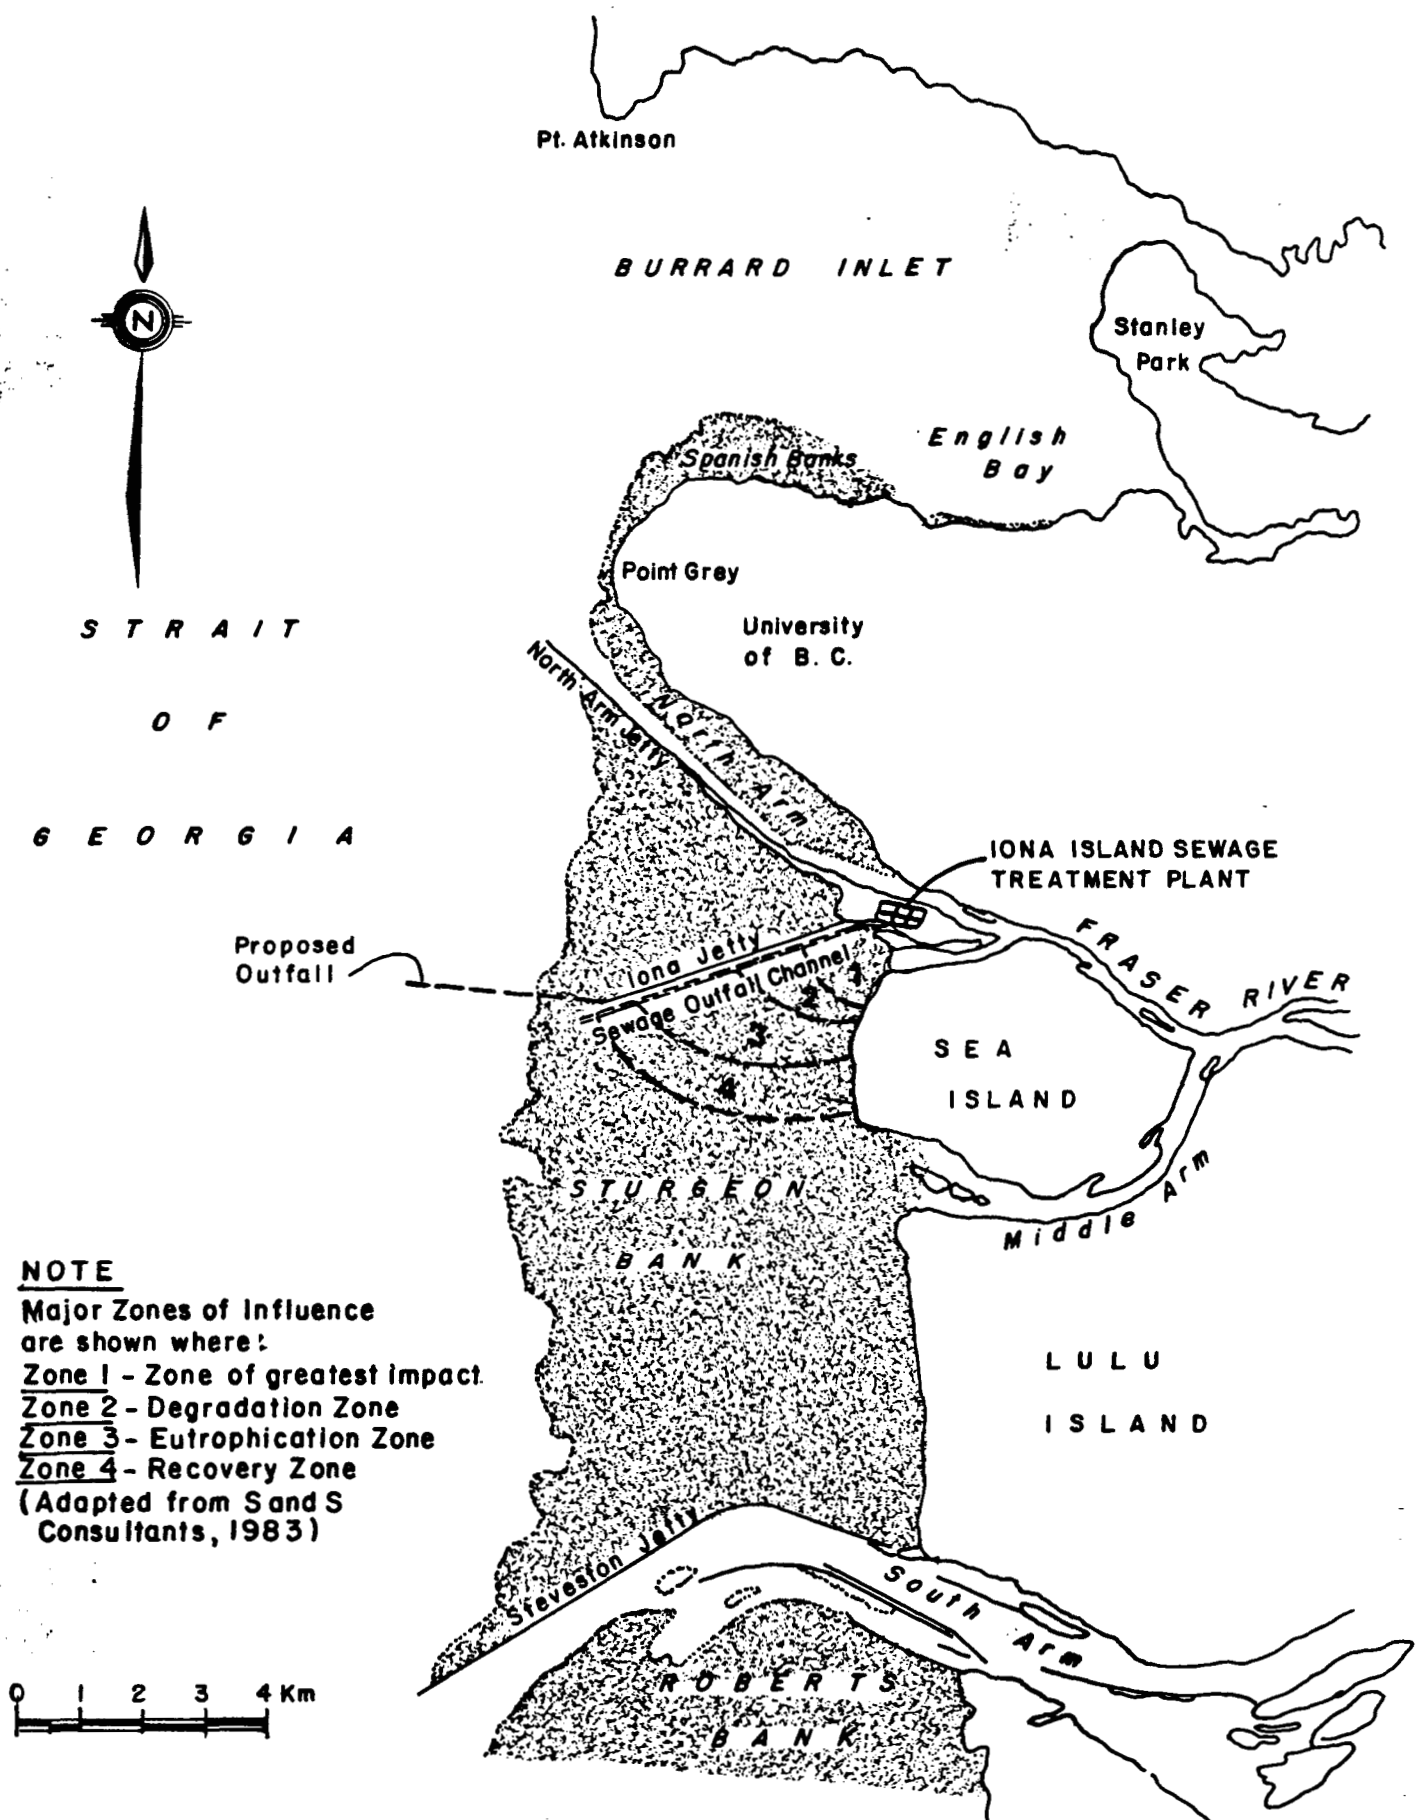 Pt. Atkinson
BURRARD INLET
N
Stanley
Park
English
Bay
Spanish Banks
Point Grey
University
of B. C.
STRAIT
OF
GEORGIA
North Arm Jetty
North Arm
IONA ISLAND SEWAGE
TREATMENT PLANT
FRASER RIVER
Proposed
Outfall
Iona Jetty
Sewage Outfall Channel
1
2
3
4
SEA
ISLAND
Middle Arm
STURGEON
BANK
LULU
ISLAND
NOTE
Major Zones of Influence
are shown where:
Zone 1 - Zone of greatest impact.
Zone 2 - Degradation Zone
Zone 3 - Eutrophication Zone
Zone 4 - Recovery Zone
(Adapted from S and S
Consultants, 1983)
Steveston Jetty
South Arm
ROBERTS
BANK
0 1 2 3 4 Km